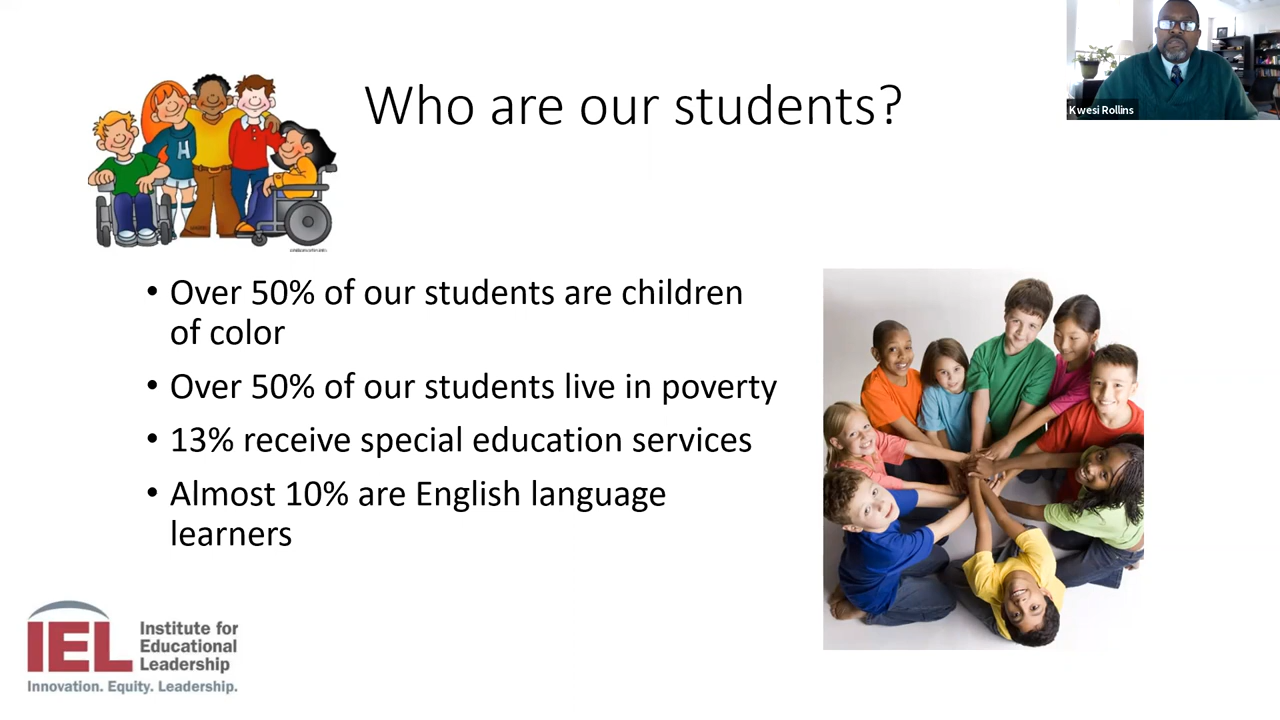 Who are our students?
Kwesi Rollins
• Over 50% of our students are children
of color
• Over 50% of our students live in poverty
• 13% receive special education services
• Almost 10% are English language
learners
IEL
Institute for
Educational
Leadership
Innovation. Equity. Leadership.